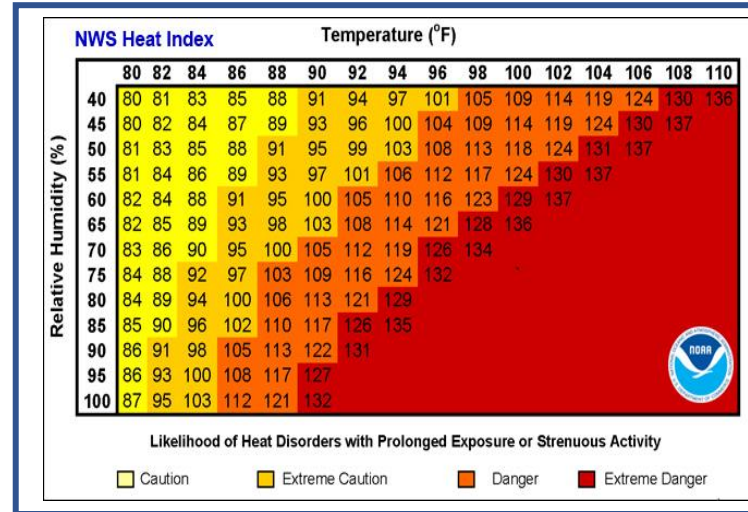 NWS Heat Index
Temperature (°F)
80 82 84 86 88 90 92 94 96 98 100 102 104 106 108 110
40 80 81 83 85 88 91 94 97 101 105 109 114 119 124 130 136
45 80 82 84 87 89 93 96 100 104 109 114 119 124 130 137
50 81 83 85 88 91 95 99 103 108 113 118 124 131 137
55 81 84 86 89 93 97 101 106 112 117 124 130 137
60 82 84 88 91 95 100 105 110 116 123 129 137
65 82 85 89 93 98 103 108 114 121 128 136
70 83 86 90 95 100 105 112 119 126 134
75 84 88 92 97 103 109 116 124 132
80 84 89 94 100 106 113 121 129
85 85 90 96 102 110 117 126 135
90 86 91 98 105 113 122 131
95 86 93 100 108 117 127
100 87 95 103 112 121 132
Relative Humidity (%)
NOAA
Likelihood of Heat Disorders with Prolonged Exposure or Strenuous Activity
Caution Extreme Caution Danger Extreme Danger